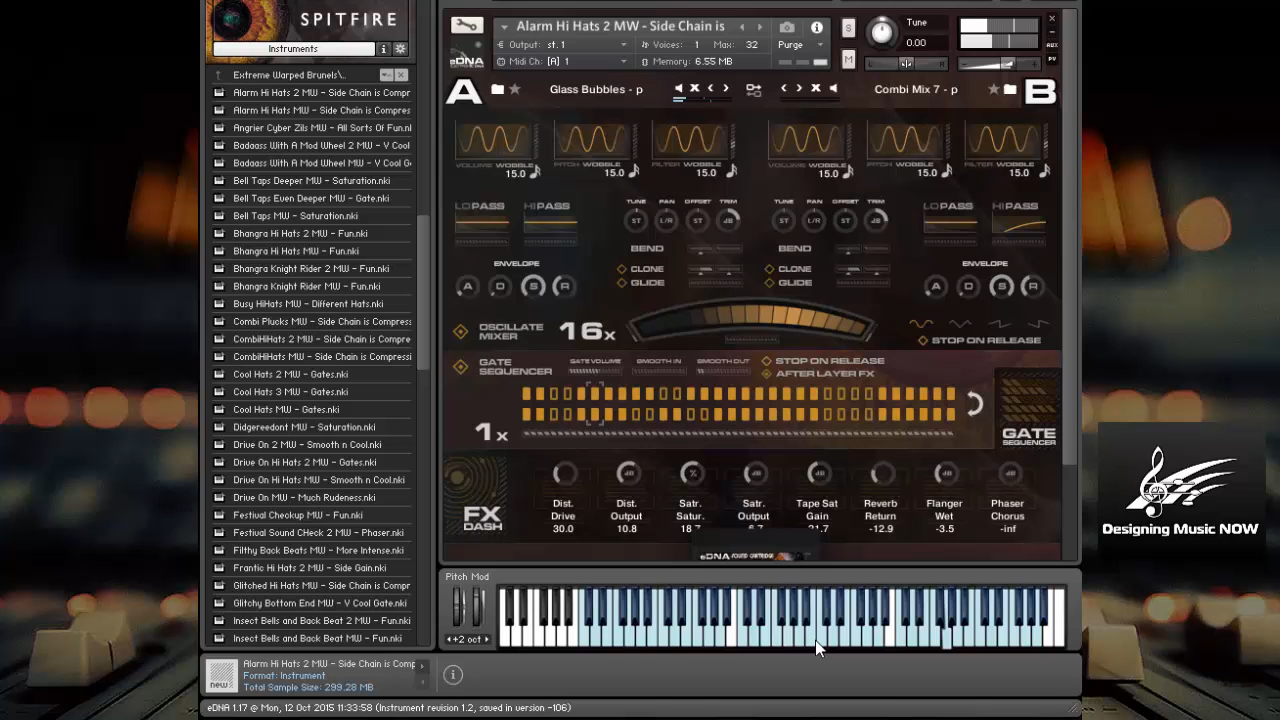 SPITFIRE
Instruments
Extreme Warped Brunels\..
Alarm Hi Hats 2 MW - Side Chain is Compr
Alarm Hi Hats MW - Side Chain is Compres
Angrier Cyber Zils MW - All Sorts Of Fun.nl
Badass With A Mod Wheel MW 2 - V Cool
Badass With A Mod Wheel MW - V Cool G
Bell Taps Deeper MW - Saturation.nki
Bell Taps Even Deeper MW - Gate.nki
Bell Taps MW - Saturation.nki
Bhangra Hi Hats 2 MW - Fun.nki
Bhangra Hi Hats MW - Fun.nki
Bhangra Knight Rider 2 MW - Fun.nki
Bhangra Knight Rider MW - Fun.nki
Busy HiHats MW - Different Hats.nki
Combi Plucks MW - Side Chain is Compress
CombiHiHats 2 MW - Side Chain is Compre
CombiHiHats MW - Side Chain is Compressi
Cool Hats 2 MW - Gates.nki
Cool Hats 3 MW - Gates.nki
Cool Hats MW - Gates.nki
Didgereedont MW - Saturation.nki
Drive On 2 MW - Smooth n Cool.nki
Drive On Hi Hats 2 MW - Gates.nki
Drive On Hi Hats MW - Smooth n Cool.nki
Drive On MW - Much Rudeness.nki
Festival Checkup MW - Fun.nki
Festival Sound CHeck 2 MW - Phaser.nki
Filthy Back Beats MW - More Intense.nki
Frantic Hi Hats 2 MW - Side Gain.nki
Glitched Hi Hats MW - Side Chain is Compr
Glitchy Bottom End MW - V Cool Gate.nki
Insect Bells and Back Beat 2 MW - Fun.nki
Insect Bells and Back Beat MW - Fun.nki
Alarm Hi Hats 2 MW - Side Chain is Comp
Format: Instrument
Total Sample Size: 299.28 MB
new
eDNA 1.17 @ Mon, 12 Oct 2015 11:33:58 (Instrument revision 1.2, saved in version -106)
Alarm Hi Hats 2 MW - Side Chain is
Output: st. 1 Voices: 1 Max: 32 Purge
Midi Ch: [A] 1 Memory: 6.55 MB
eDNA
S
M
Tune
0.00
AUX
PV
A Glass Bubbles - p Combi Mix 7 - p B
VOLUME WOBBLE PITCH WOBBLE FILTER WOBBLE VOLUME WOBBLE PITCH WOBBLE FILTER WOBBLE
15.0 15.0 15.0 15.0 15.0 15.0
LOPASS HIPASS TUNE PAN OFFSET TRIM TUNE PAN OFFSET TRIM LOPASS HIPASS
ST L/R ST dB ST L/R ST dB
BEND BEND
ENVELOPE CLONE CLONE ENVELOPE
GLIDE GLIDE
A D S R A D S R
OSCILLATE MIXER 16x STOP ON RELEASE
GATE SEQUENCER GATE VOLUME SMOOTH IN SMOOTH OUT STOP ON RELEASE
AFTER LAYER FX
1x
GATE
SEQUENCER
FX
DASH
Dist. Drive 30.0
Dist. Output 10.8
Satr. Satur. 18.7
Satr. Output
Tape Sat Gain
Reverb Return -12.9
Flanger Wet -3.5
Phaser Chorus -inf
eDNA SOUND CARTRIDGE
Pitch Mod
+2 oct
Designing Music NOW